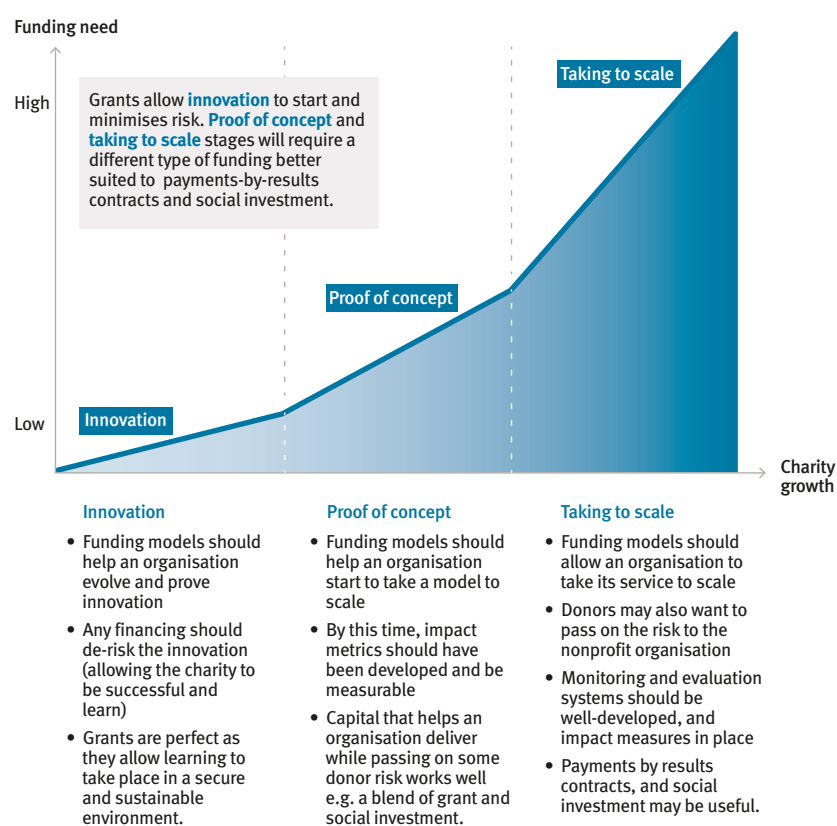 Funding need
High
Grants allow innovation to start and
minimises risk. Proof of concept and
taking to scale stages will require a
different type of funding better
suited to payments-by-results
contracts and social investment.
Taking to scale
Proof of concept
Low
Innovation
Charity
growth
Innovation
• Funding models should
help an organisation
evolve and prove
innovation
• Any financing should
de-risk the innovation
(allowing the charity to
be successful and
learn)
• Grants are perfect as
they allow learning to
take place in a secure
and sustainable
environment.
Proof of concept
• Funding models should
help an organisation
start to take a model to
scale
• By this time, impact
metrics should have
been developed and be
measurable
• Capital that helps an
organisation deliver
while passing on some
donor risk works well
e.g. a blend of grant and
social investment.
Taking to scale
• Funding models should
allow an organisation to
take its service to scale
• Donors may also want to
pass on the risk to the
nonprofit organisation
• Monitoring and evaluation
systems should be
well-developed, and
impact measures in place
• Payments by results
contracts, and social
investment may be useful.